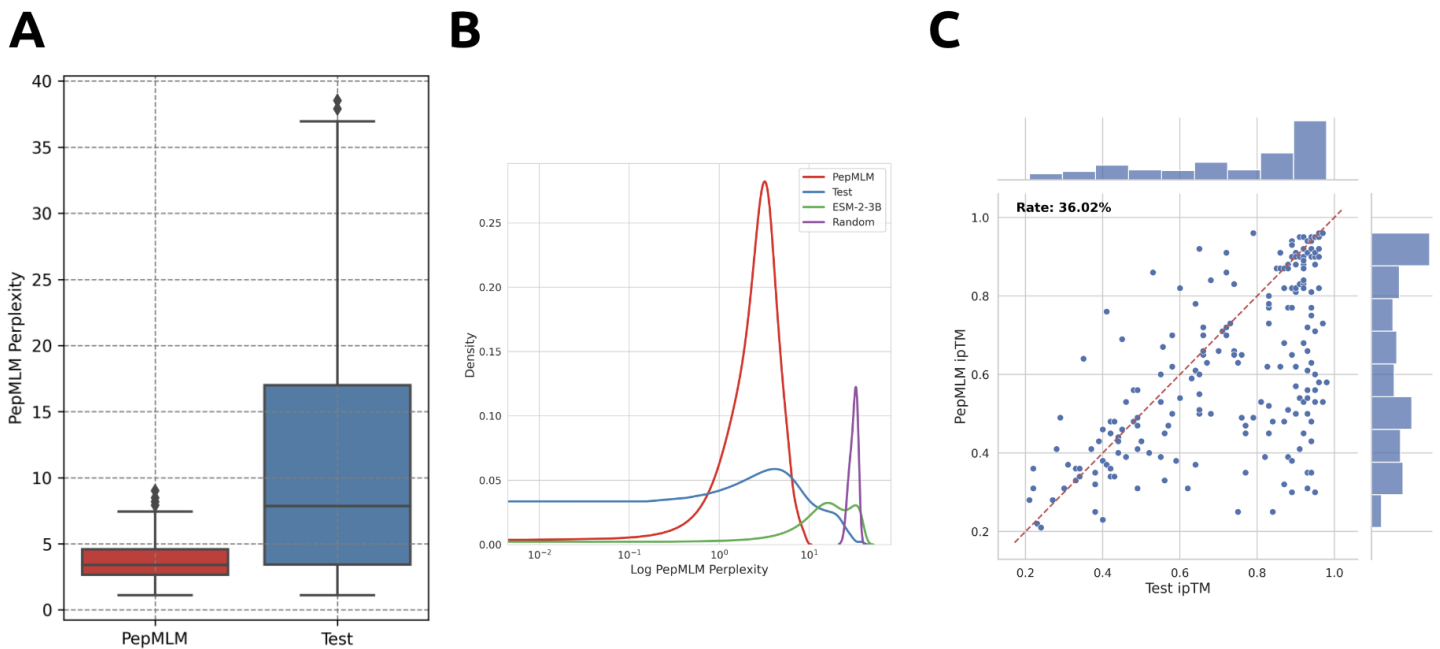 A
B
C
PepMLM Perplexity
40
35
30
25
20
15
10
5
0
PepMLM
Test
Density
0.25
0.20
0.15
0.10
0.05
0.00
10⁻²
10⁻¹
10⁰
10¹
Log PepMLM Perplexity
PepMLM
Test
ESM-2-3B
Random
Rate: 36.02%
PepMLM ipTM
1.0
0.8
0.6
0.4
0.2
0.2
0.4
0.6
0.8
1.0
Test ipTM